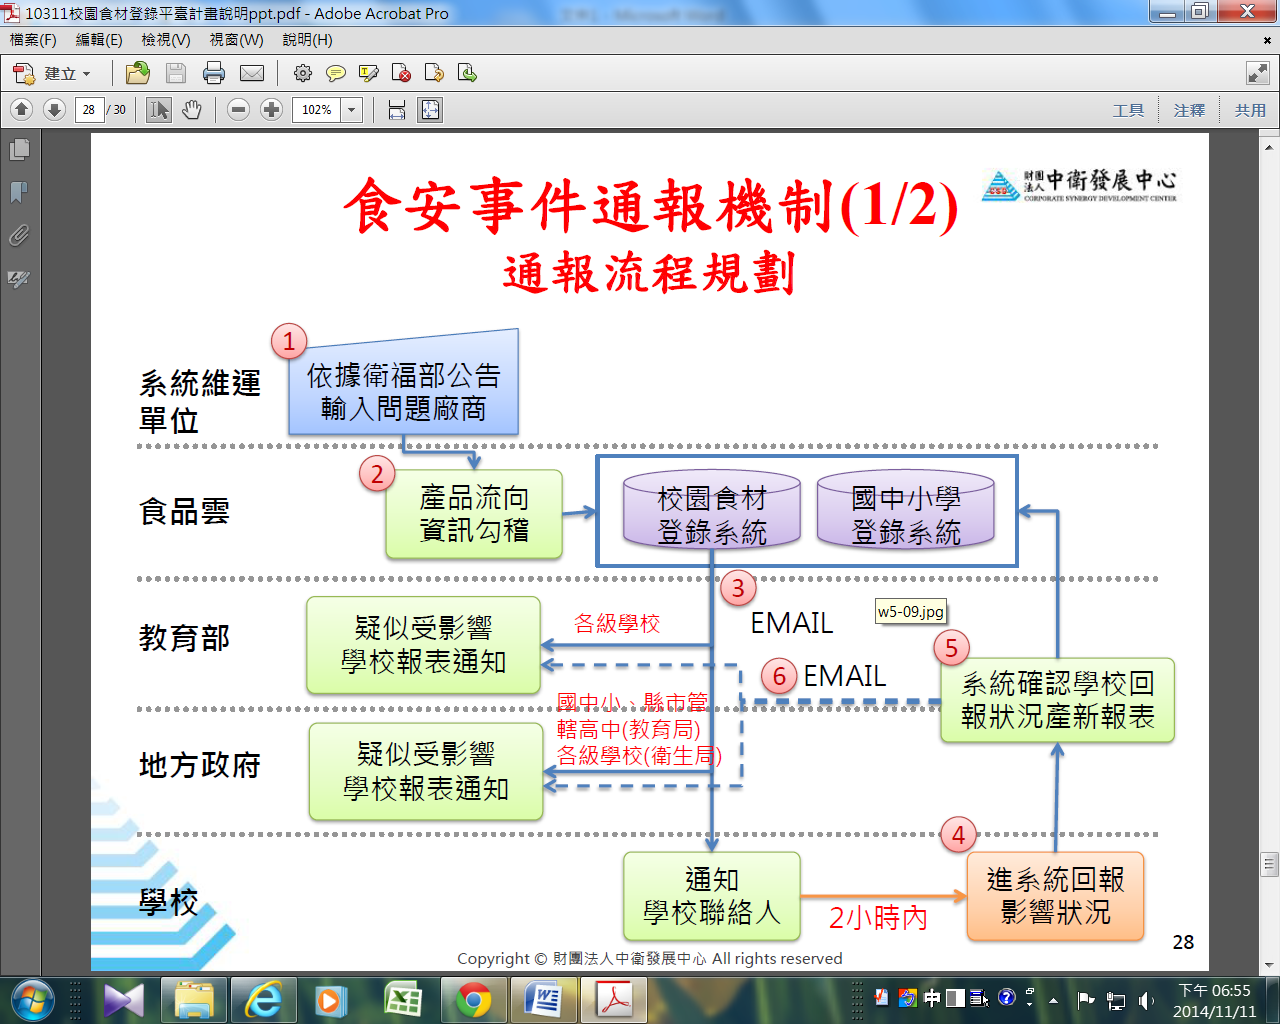 10311校園食材登錄平臺計畫說明ppt.pdf - Adobe Acrobat Pro
檔案(F) 編輯(E) 檢視(V) 視窗(W) 說明(H)
建立
28 / 30 102% 工具 注釋 共用
食安事件通報機制(1/2)
財團法人中衛發展中心
CORPORATE SYNERGY DEVELOPMENT CENTER
通報流程規劃
系統維運
單位
1
依據衛福部公告
輸入問題廠商
食品雲
2
產品流向
資訊勾稽
校園食材
登錄系統
國中小學
登錄系統
3
EMAIL
w5-09.jpg
教育部
疑似受影響
學校報表通知
各級學校
6
EMAIL
5
系統確認學校回
報狀況產新報表
國中小、縣市管
轄高中(教育局)
各級學校(衛生局)
地方政府
疑似受影響
學校報表通知
學校
通知
學校聯絡人
2小時內
4
進系統回報
影響狀況
28
Copyright © 財團法人中衛發展中心 All rights reserved
中
下午 06:55
2014/11/11